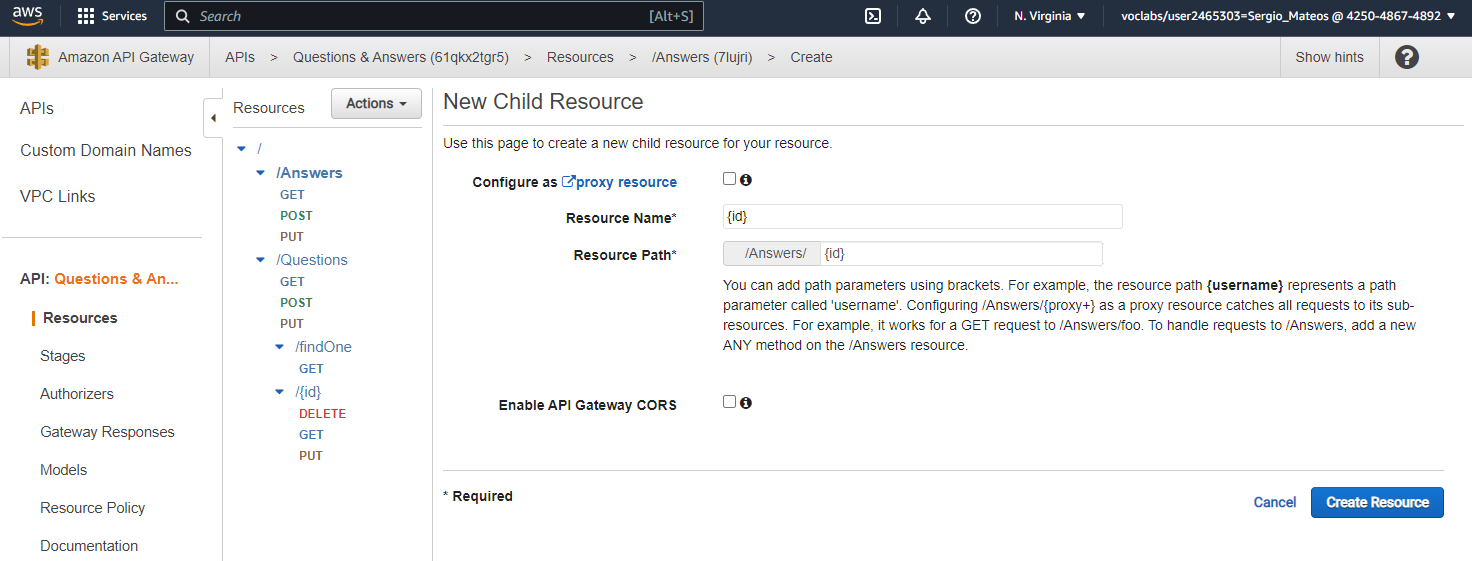 aws Services Search [Alt+S] N. Virginia voclabs/user2465303=Sergio_Mateos @ 4250-4867-4892
Amazon API Gateway APIs > Questions & Answers (61qkx2tgr5) > Resources > /Answers (7lujri) > Create Show hints ?
APIs
Custom Domain Names
VPC Links
API: Questions & An...
Resources
Stages
Authorizers
Gateway Responses
Models
Resource Policy
Documentation
Resources Actions
/
/Answers
GET
POST
PUT
/Questions
GET
POST
PUT
/findOne
GET
/{id}
DELETE
GET
PUT
New Child Resource
Use this page to create a new child resource for your resource.
Configure as proxy resource
Resource Name* {id}
Resource Path* /Answers/ {id}
You can add path parameters using brackets. For example, the resource path {username} represents a path
parameter called 'username'. Configuring /Answers/{proxy+} as a proxy resource catches all requests to its sub-
resources. For example, it works for a GET request to /Answers/foo. To handle requests to /Answers, add a new
ANY method on the /Answers resource.
Enable API Gateway CORS
* Required
Cancel Create Resource